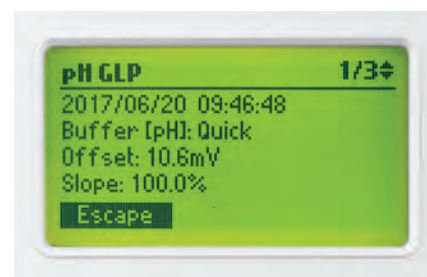 pH GLP 1/3
2017/06/20 09:46:48
Buffer [pH]: Quick
Offset: 10.6mV
Slope: 100.0%
Escape